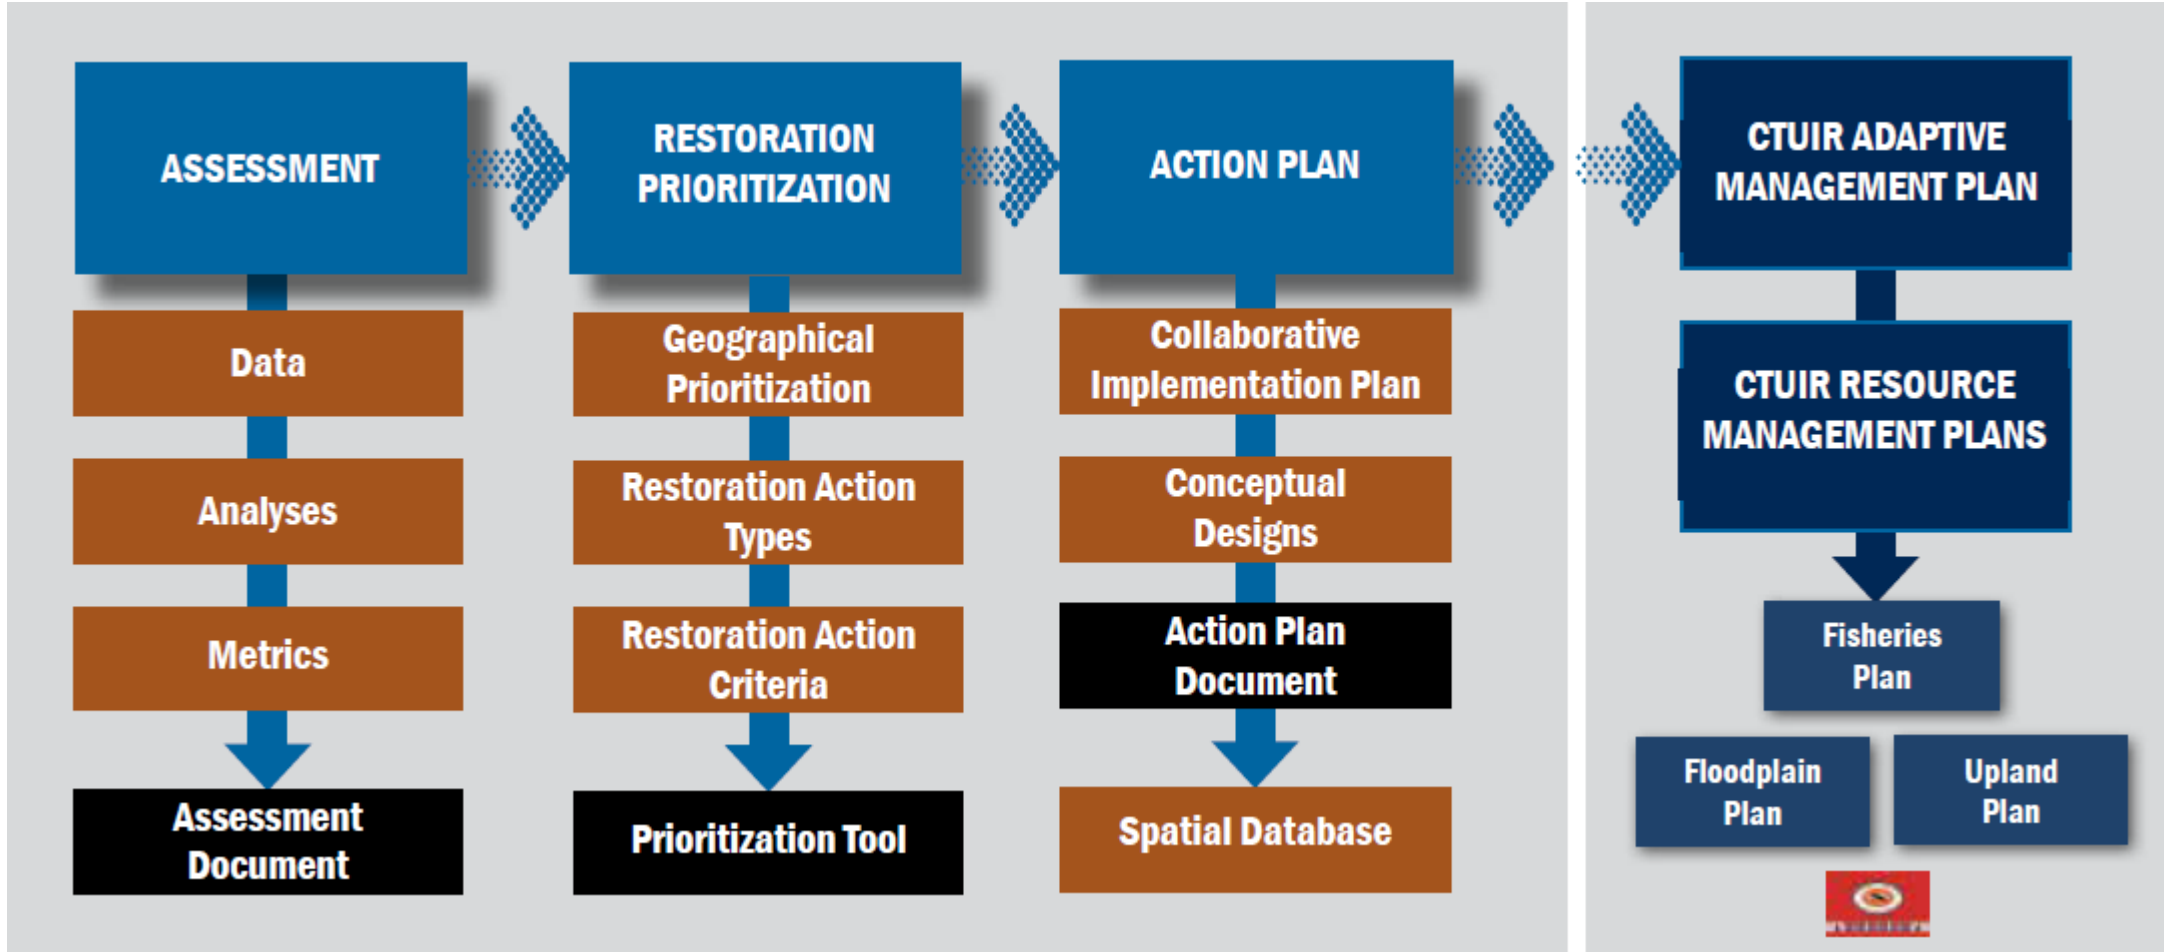 ASSESSMENT
Data
Analyses
Metrics
Assessment
Document
RESTORATION
PRIORITIZATION
Geographical
Prioritization
Restoration Action
Types
Restoration Action
Criteria
Prioritization Tool
ACTION PLAN
Collaborative
Implementation Plan
Conceptual
Designs
Action Plan
Document
Spatial Database
CTUIR ADAPTIVE
MANAGEMENT PLAN
CTUIR RESOURCE
MANAGEMENT PLANS
Fisheries
Plan
Floodplain
Plan
Upland
Plan